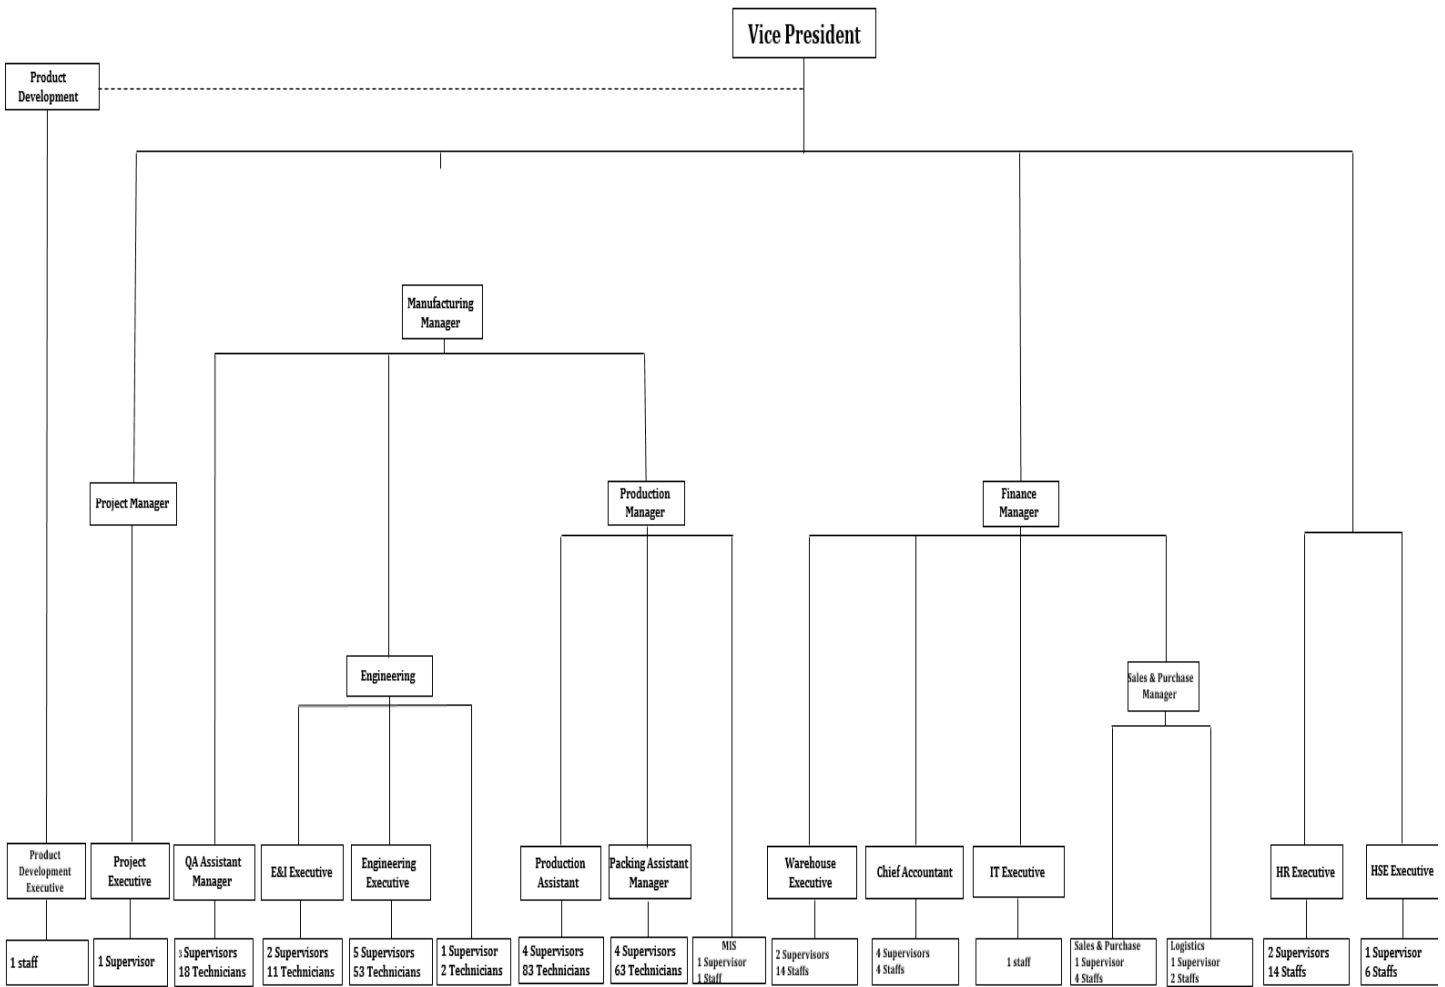 Vice President
Product
Development
Manufacturing
Manager
Project Manager
Production
Manager
Finance
Manager
Engineering
Sales & Purchase
Manager
Product
Development
Executive
Project
Executive
QA Assistant
Manager
E&I Executive
Engineering
Executive
Production
Assistant
Packing Assistant
Manager
Warehouse
Executive
Chief Accountant
IT Executive
HR Executive
HSE Executive
1 staff
1 Supervisor
3 Supervisors
18 Technicians
2 Supervisors
11 Technicians
5 Supervisors
53 Technicians
1 Supervisor
2 Technicians
4 Supervisors
83 Technicians
4 Supervisors
63 Technicians
MIS
1 Supervisor
1 Staff
2 Supervisors
14 Staffs
4 Supervisors
4 Staffs
1 staff
Sales & Purchase
1 Supervisor
4 Staffs
Logistics
1 Supervisor
2 Staffs
2 Supervisors
14 Staffs
1 Supervisor
6 Staffs